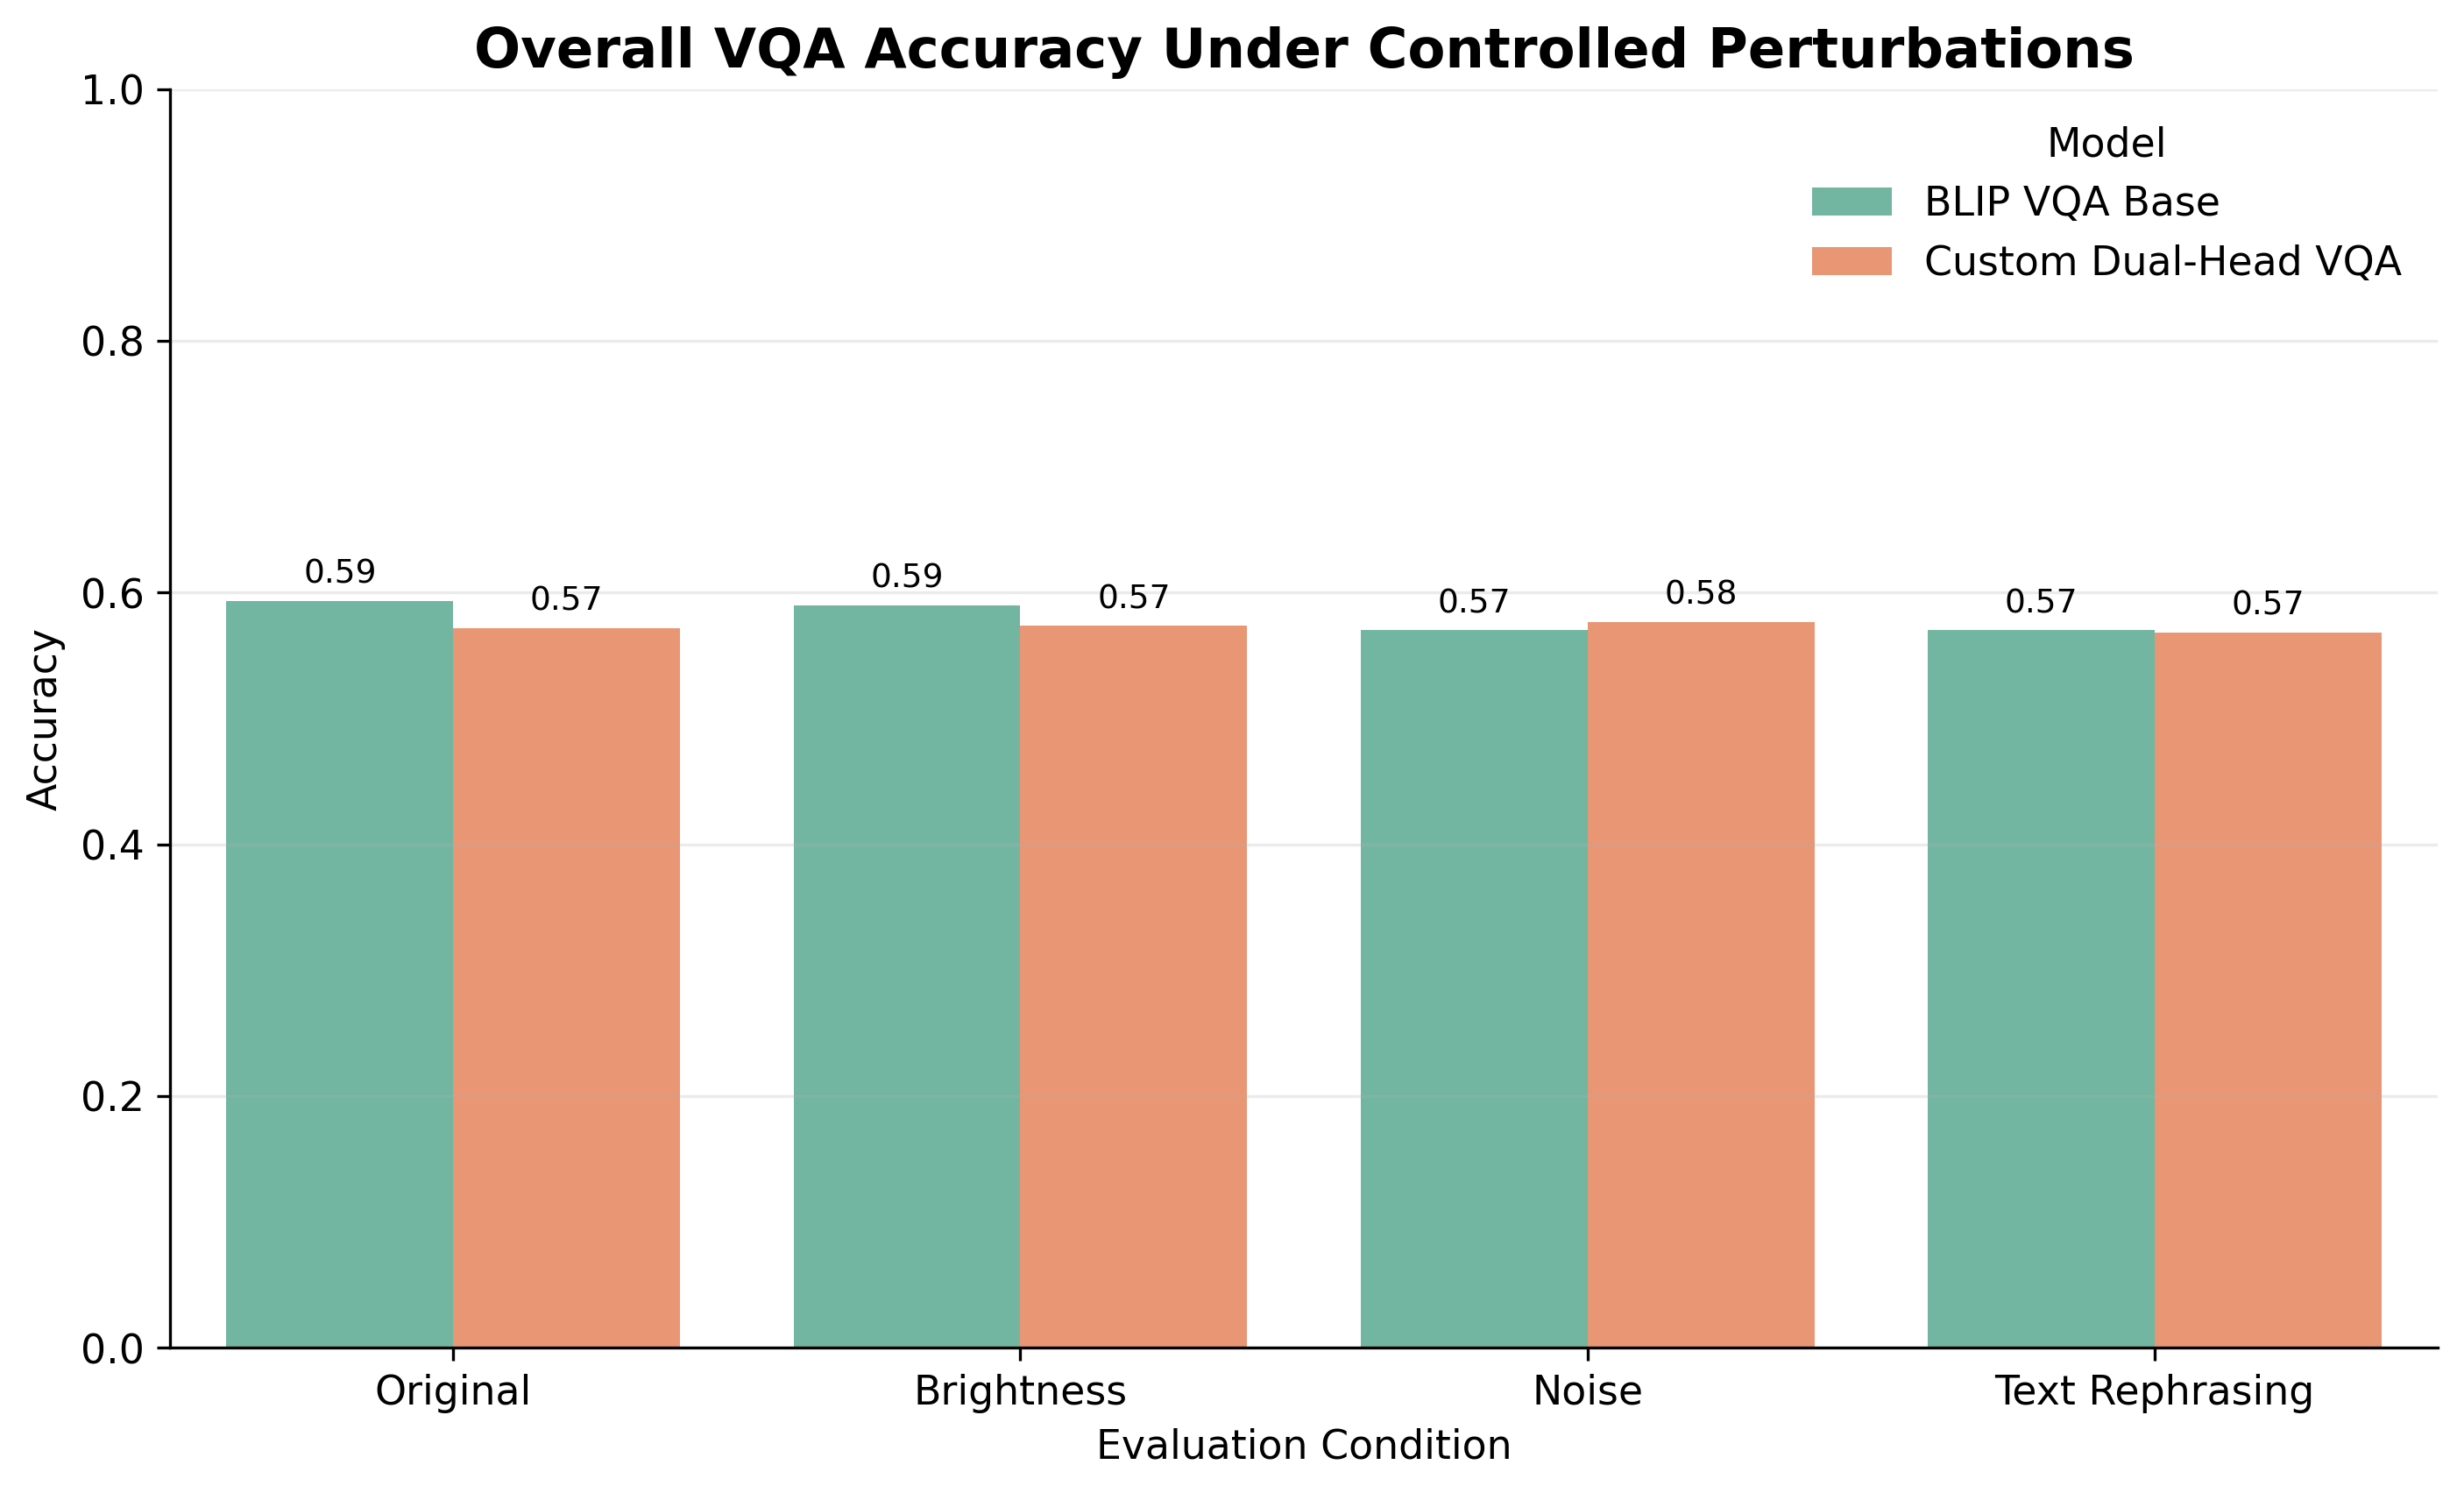 Overall VQA Accuracy Under Controlled Perturbations
Model
BLIP VQA Base
Custom Dual-Head VQA
Accuracy
1.0
0.8
0.6
0.4
0.2
0.0
0.59
0.57
0.59
0.57
0.57
0.58
0.57
0.57
Original
Brightness
Noise
Text Rephrasing
Evaluation Condition